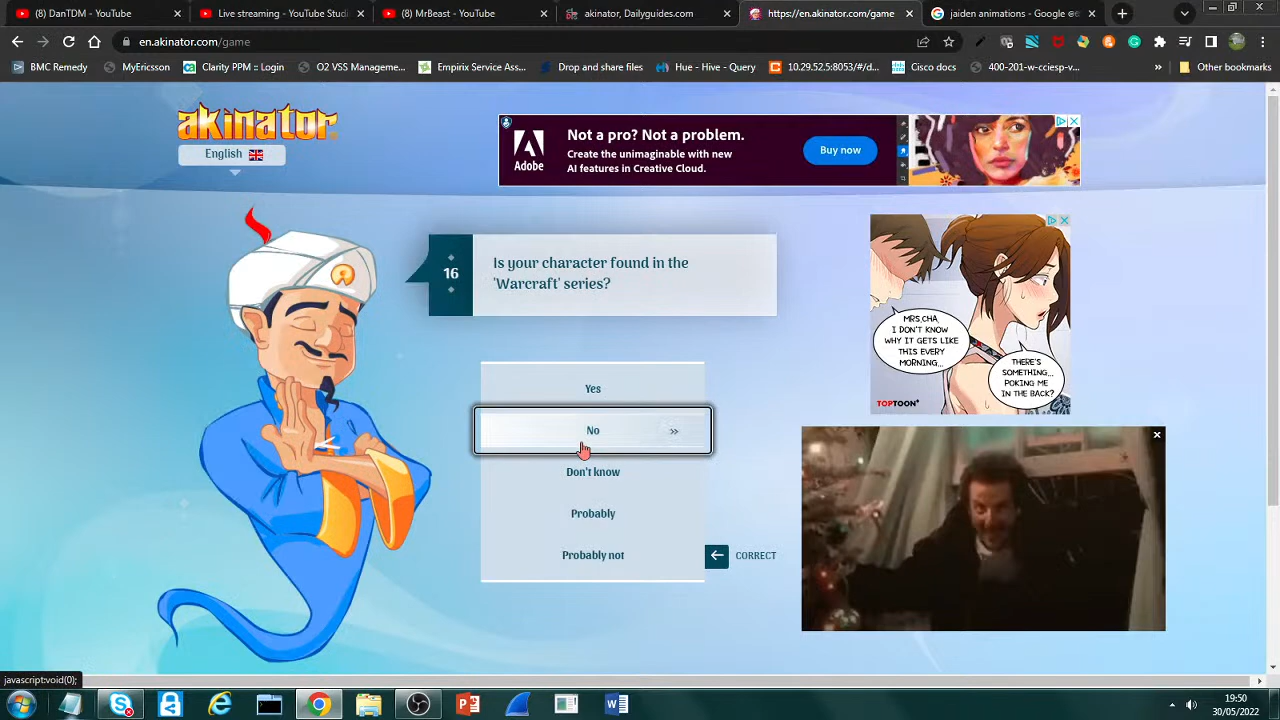 (8) DanTDM - YouTube
Live streaming - YouTube Studio
(8) MrBeast - YouTube
akinator, Dailyguides.com
https://en.akinator.com/game
jaiden animations - Google
en.akinator.com/game
BMC Remedy
MyEricsson
Clarity PPM :: Login
O2 VSS Manageme...
Empirix Service Ass...
Drop and share files
Hue - Hive - Query
10.29.52.5:8053/#/d...
Cisco docs
400-201-w-cciesp-v...
»
Other bookmarks
akinator
English
Adobe
Not a pro? Not a problem.
Create the unimaginable with new
AI features in Creative Cloud.
Buy now
16
Is your character found in the
'Warcraft' series?
Yes
No
Don't know
Probably
Probably not
CORRECT
MRS.CHA,
I DON'T KNOW
WHY IT GETS LIKE
THIS EVERY
MORNING...
THERE'S
SOMETHING...
POKING ME
IN THE BACK?
TOPTOON+
javascript:void(0);
19:50
30/05/2022